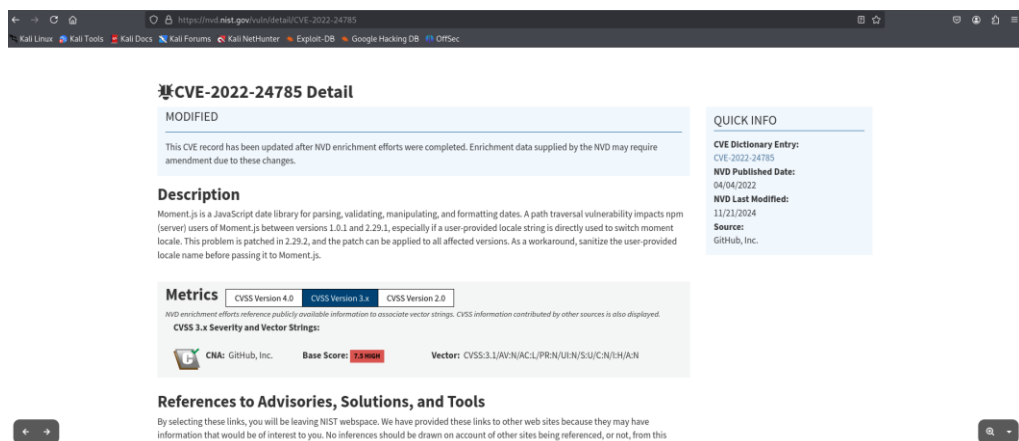 https://nvd.nist.gov/vuln/detail/CVE-2022-24785
Kali Linux Kali Tools Kali Docs Kali Forums Kali NetHunter Exploit-DB Google Hacking DB OffSec
CVE-2022-24785 Detail
MODIFIED
This CVE record has been updated after NVD enrichment efforts were completed. Enrichment data supplied by the NVD may require
amendment due to these changes.
Description
Moment.js is a JavaScript date library for parsing, validating, manipulating, and formatting dates. A path traversal vulnerability impacts npm
(server) users of Moment.js between versions 1.0.1 and 2.29.1, especially if a user-provided locale string is directly used to switch moment
locale. This problem is patched in 2.29.2, and the patch can be applied to all affected versions. As a workaround, sanitize the user-provided
locale name before passing it to Moment.js.
Metrics CVSS Version 4.0 CVSS Version 3.x CVSS Version 2.0
NVD enrichment efforts reference publicly available information to associate vector strings. CVSS information contributed by other sources is also displayed.
CVSS 3.x Severity and Vector Strings:
CNA: GitHub, Inc. Base Score: 7.5 HIGH Vector: CVSS:3.1/AV:N/AC:L/PR:N/UI:N/S:U/C:N/I:H/A:N
References to Advisories, Solutions, and Tools
By selecting these links, you will be leaving NIST webspace. We have provided these links to other web sites because they may have
information that would be of interest to you. No inferences should be drawn on account of other sites being referenced, or not, from this
QUICK INFO
CVE Dictionary Entry:
CVE-2022-24785
NVD Published Date:
04/04/2022
NVD Last Modified:
11/21/2024
Source:
GitHub, Inc.